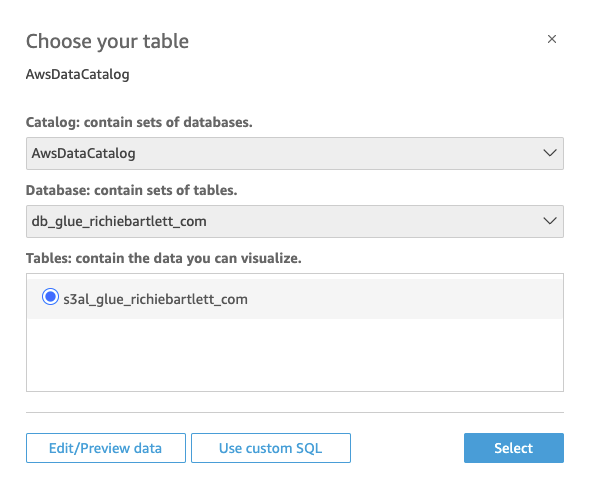 Choose your table
AwsDataCatalog
Catalog: contain sets of databases.
AwsDataCatalog
Database: contain sets of tables.
db_glue_richiebartlett_com
Tables: contain the data you can visualize.
s3al_glue_richiebartlett_com
Edit/Preview data
Use custom SQL
Select